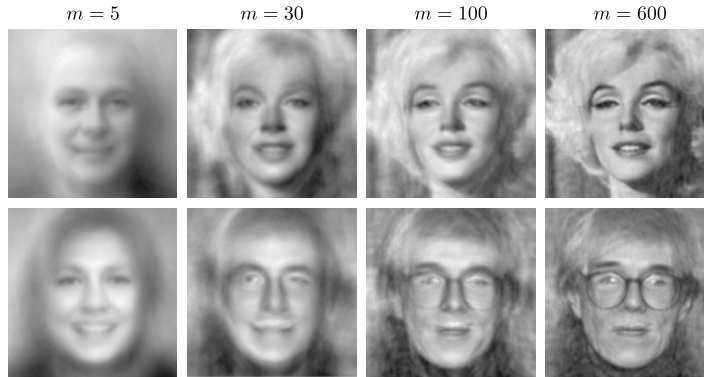 m = 5 m = 30 m = 100 m = 600